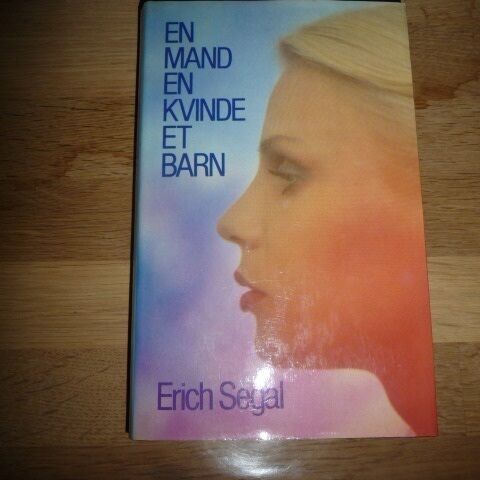 EN
MAND
EN
KVINDE
ET
BARN
Erich Segal